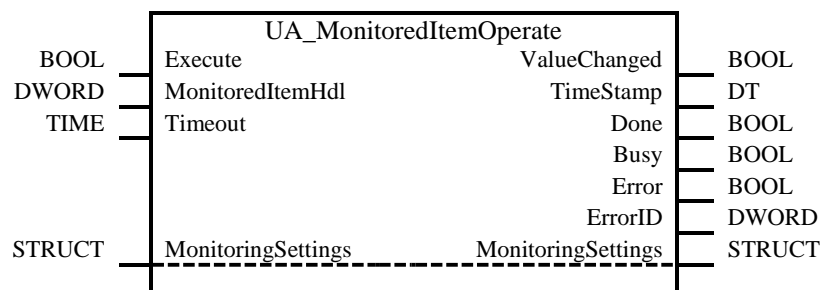 UA_MonitoredItemOperate
BOOL Execute ValueChanged BOOL
DWORD MonitoredItemHdl TimeStamp DT
TIME Timeout Done BOOL
Busy BOOL
Error BOOL
ErrorID DWORD
STRUCT MonitoringSettings MonitoringSettings STRUCT